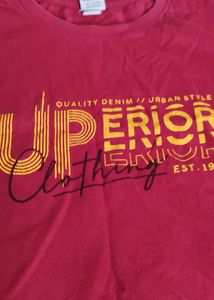 QUALITY DENIM // URBAN STYLE
UPERIOR
Clothing
EST. 19